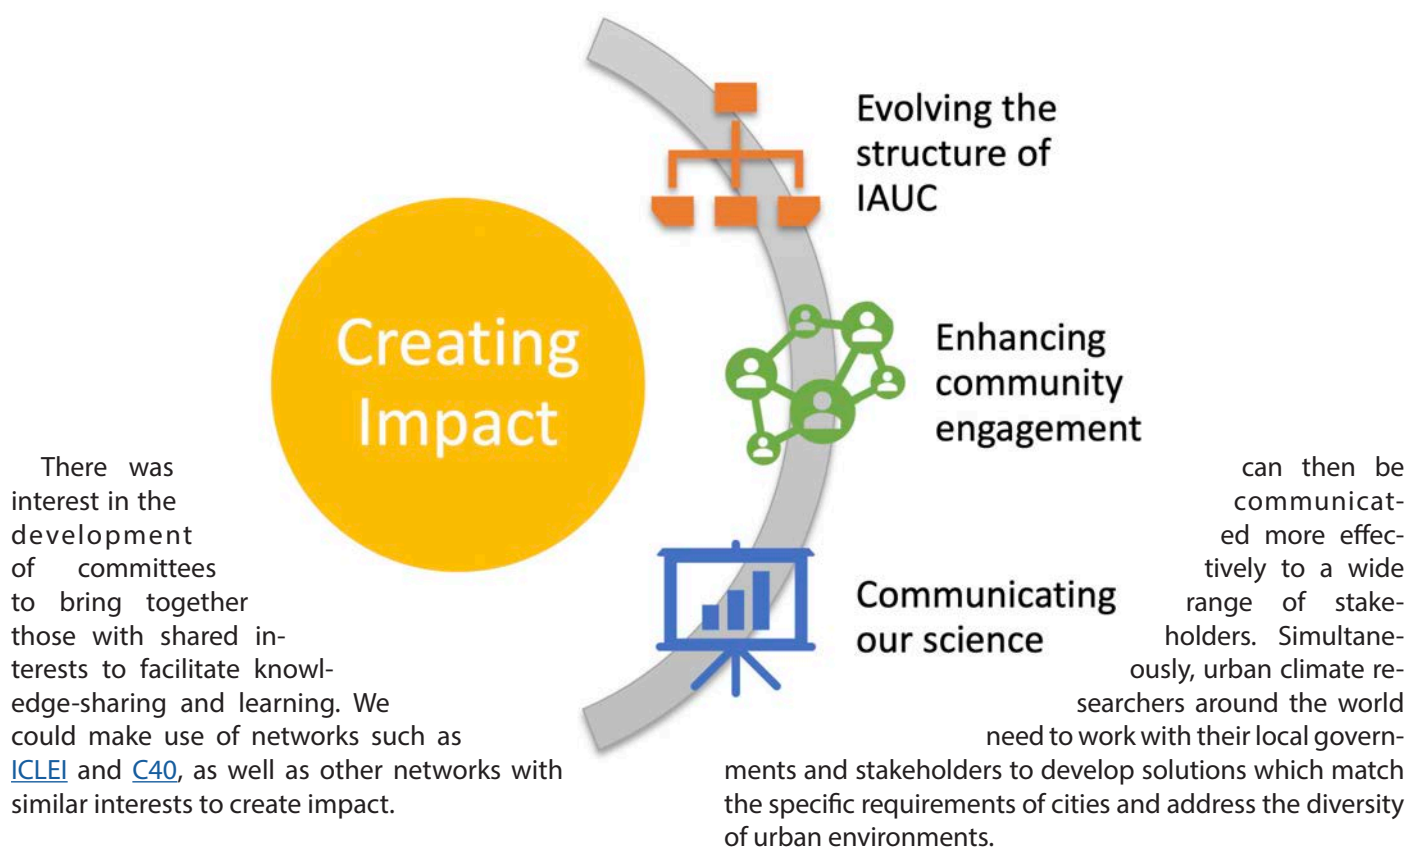 Creating
Impact
Evolving the
structure of
IAUC
Enhancing
community
engagement
Communicating
our science
There was
interest in the
development
of committees
to bring together
those with shared in-
terests to facilitate knowl-
edge-sharing and learning. We
could make use of networks such as
ICLEI and C40, as well as other networks with
similar interests to create impact.
can then be
communicat-
ed more effec-
tively to a wide
range of stake-
holders. Simultane-
ously, urban climate re-
searchers around the world
need to work with their local govern-
ments and stakeholders to develop solutions which match
the specific requirements of cities and address the diversity
of urban environments.